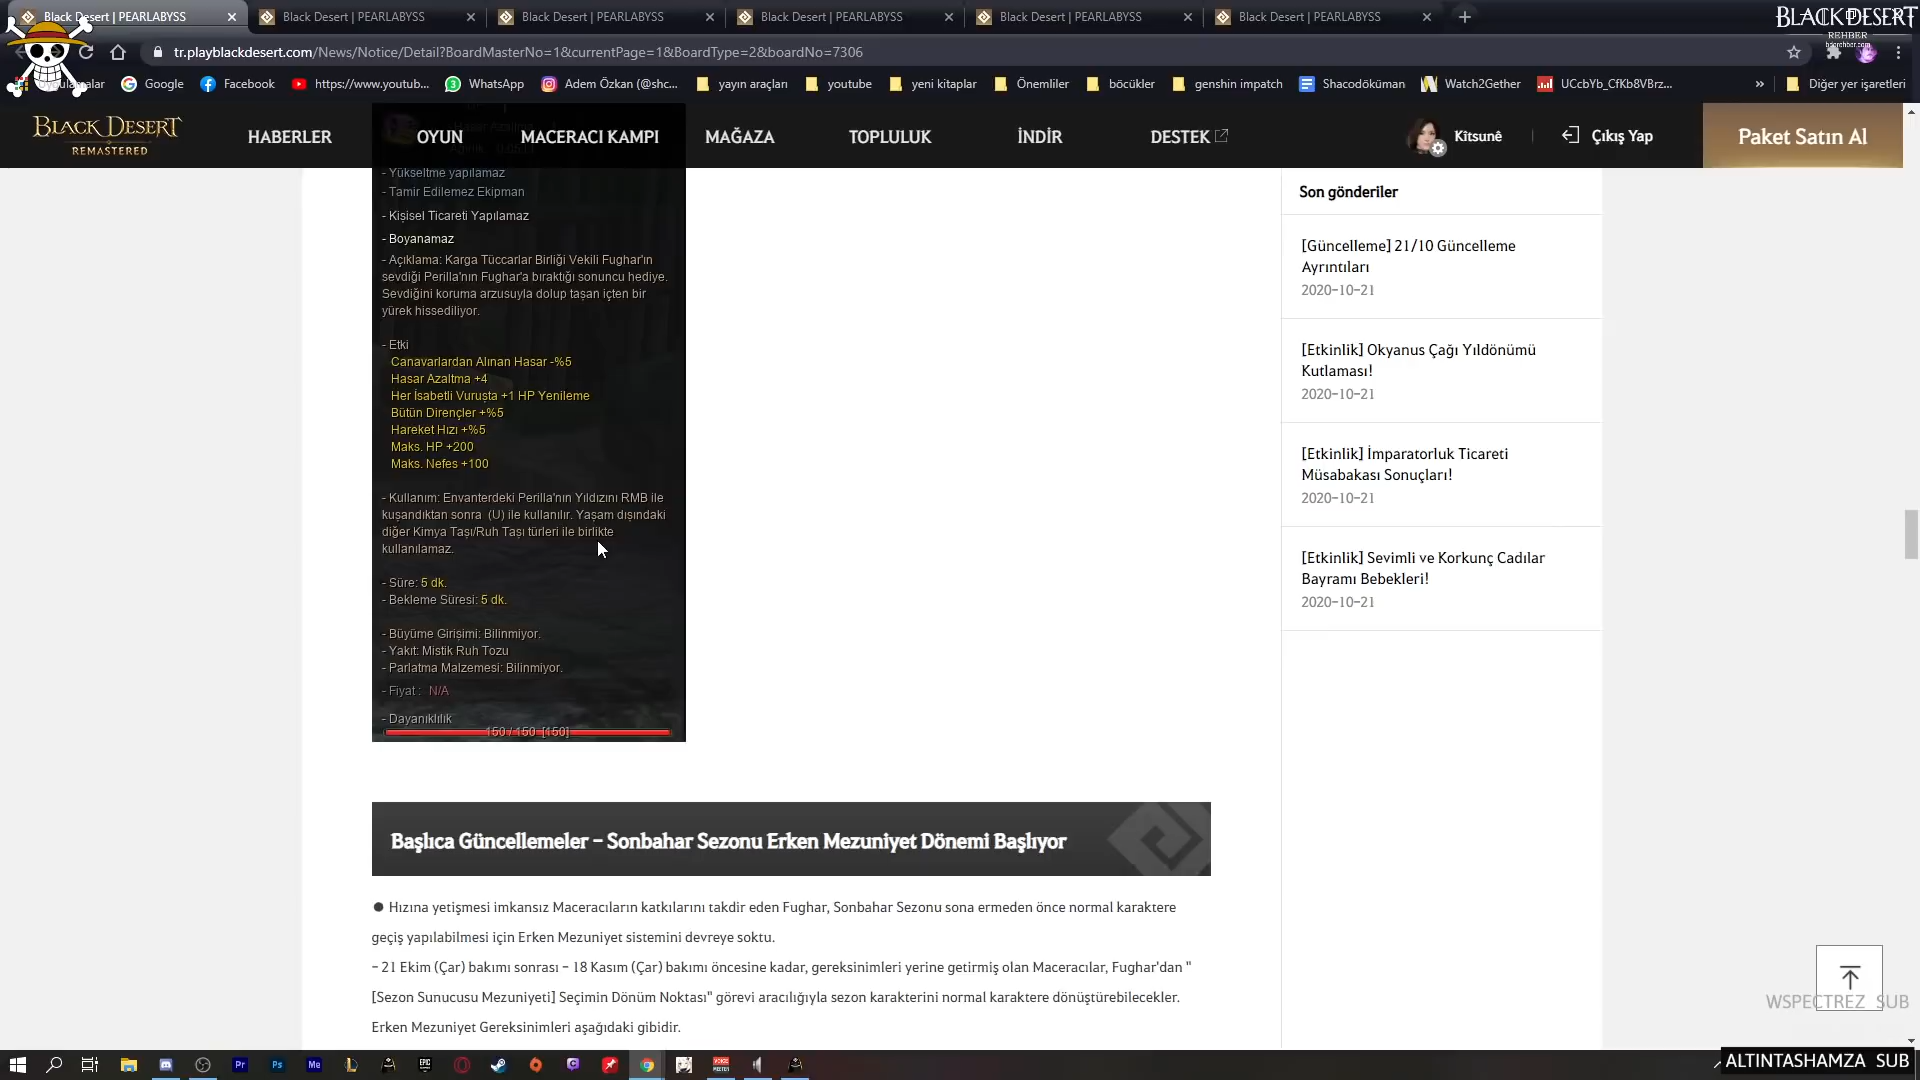 Black Desert | PEARLABYSS
Black Desert | PEARLABYSS
Black Desert | PEARLABYSS
Black Desert | PEARLABYSS
Black Desert | PEARLABYSS
Black Desert | PEARLABYSS
BLACK DESERT
REHBER
bdorehber.com
tr.playblackdesert.com/News/Notice/Detail?BoardMasterNo=1&currentPage=1&BoardType=2&boardNo=7306
Google
Facebook
https://www.youtub...
WhatsApp
Adem Özkan (@shc...
yayın araçları
youtube
yeni kitaplar
Önemliler
böcükler
genshin impatch
Shacodöküman
Watch2Gether
UCcbYb_CfKb8VBrz...
»
Diğer yer işaretleri
BLACK DESERT
REMASTERED
HABERLER
OYUN
MACERACI KAMPI
MAĞAZA
TOPLULUK
İNDİR
DESTEK
Kitsunê
Çıkış Yap
Paket Satın Al
- Yükseltme yapılamaz
- Tamir Edilemez Ekipman
- Kişisel Ticareti Yapılamaz
- Boyanamaz
- Açıklama: Karga Tüccarlar Birliği Vekili Fughar'ın
sevdiği Perilla'nın Fughar'a bıraktığı sonuncu hediye.
Sevdiğini koruma arzusuyla dolup taşan içten bir
yürek hissediliyor.
- Etki
Canavarlardan Alınan Hasar -%5
Hasar Azaltma +4
Her İsabetli Vuruşta +1 HP Yenileme
Bütün Dirençler +%5
Hareket Hızı +%5
Maks. HP +200
Maks. Nefes +100
- Kullanım: Envanterdeki Perilla'nın Yıldızını RMB ile
kuşandıktan sonra (U) ile kullanılır. Yaşam dışındaki
diğer Kimya Taşı/Ruh Taşı türleri ile birlikte
kullanılamaz.
- Süre: 5 dk.
- Bekleme Süresi: 5 dk.
- Büyüme Girişimi: Bilinmiyor.
- Yakıt: Mistik Ruh Tozu
- Parlatma Malzemesi: Bilinmiyor.
- Fiyat : N/A
- Dayanıklılık
150 / 150 [150]
Son gönderiler
[Güncelleme] 21/10 Güncelleme
Ayrıntıları
2020-10-21
[Etkinlik] Okyanus Çağı Yıldönümü
Kutlaması!
2020-10-21
[Etkinlik] İmparatorluk Ticareti
Müsabakası Sonuçları!
2020-10-21
[Etkinlik] Sevimli ve Korkunç Cadılar
Bayramı Bebekleri!
2020-10-21
Başlıca Güncellemeler - Sonbahar Sezonu Erken Mezuniyet Dönemi Başlıyor
● Hızına yetişmesi imkansız Maceracıların katkılarını takdir eden Fughar, Sonbahar Sezonu sona ermeden önce normal karaktere
geçiş yapılabilmesi için Erken Mezuniyet sistemini devreye soktu.
- 21 Ekim (Çar) bakımı sonrası - 18 Kasım (Çar) bakımı öncesine kadar, gereksinimleri yerine getirmiş olan Maceracılar, Fughar'dan "
[Sezon Sunucusu Mezuniyeti] Seçimin Dönüm Noktası" görevi aracılığıyla sezon karakterini normal karaktere dönüştürebilecekler.
Erken Mezuniyet Gereksinimleri aşağıdaki gibidir.
WSPECTREZ SUB
ALTINTASHAMZA SUB
Pr
Ps
Me
EPIC